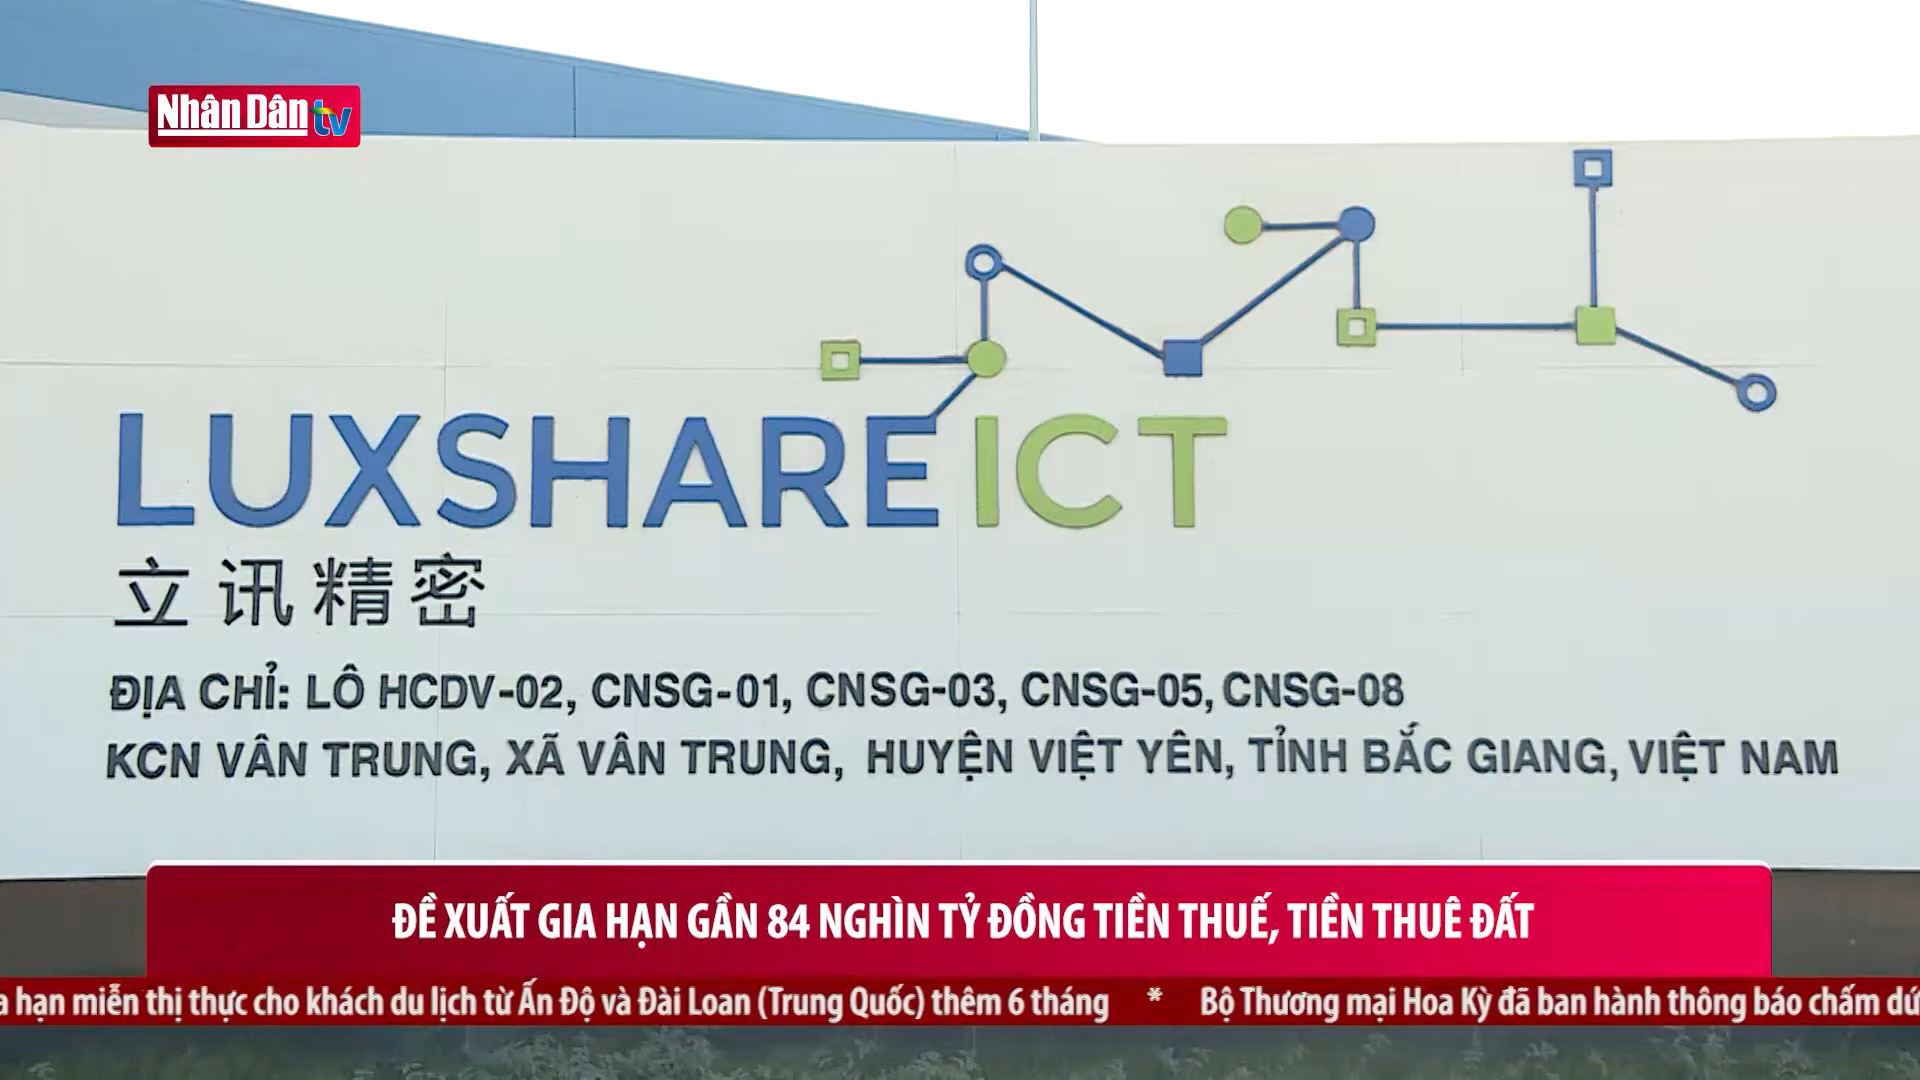 Nhân Dân tv
LUXSHARE ICT
立讯精密
ĐỊA CHỈ: LÔ HCDV-02, CNSG-01, CNSG-03, CNSG-05, CNSG-08
KCN VÂN TRUNG, XÃ VÂN TRUNG, HUYỆN VIỆT YÊN, TỈNH BẮC GIANG, VIỆT NAM
ĐỀ XUẤT GIA HẠN GẦN 84 NGHÌN TỶ ĐỒNG TIỀN THUẾ, TIỀN THUÊ ĐẤT
a hạn miễn thị thực cho khách du lịch từ Ấn Độ và Đài Loan (Trung Quốc) thêm 6 tháng * Bộ Thương mại Hoa Kỳ đã ban hành thông báo chấm dứ